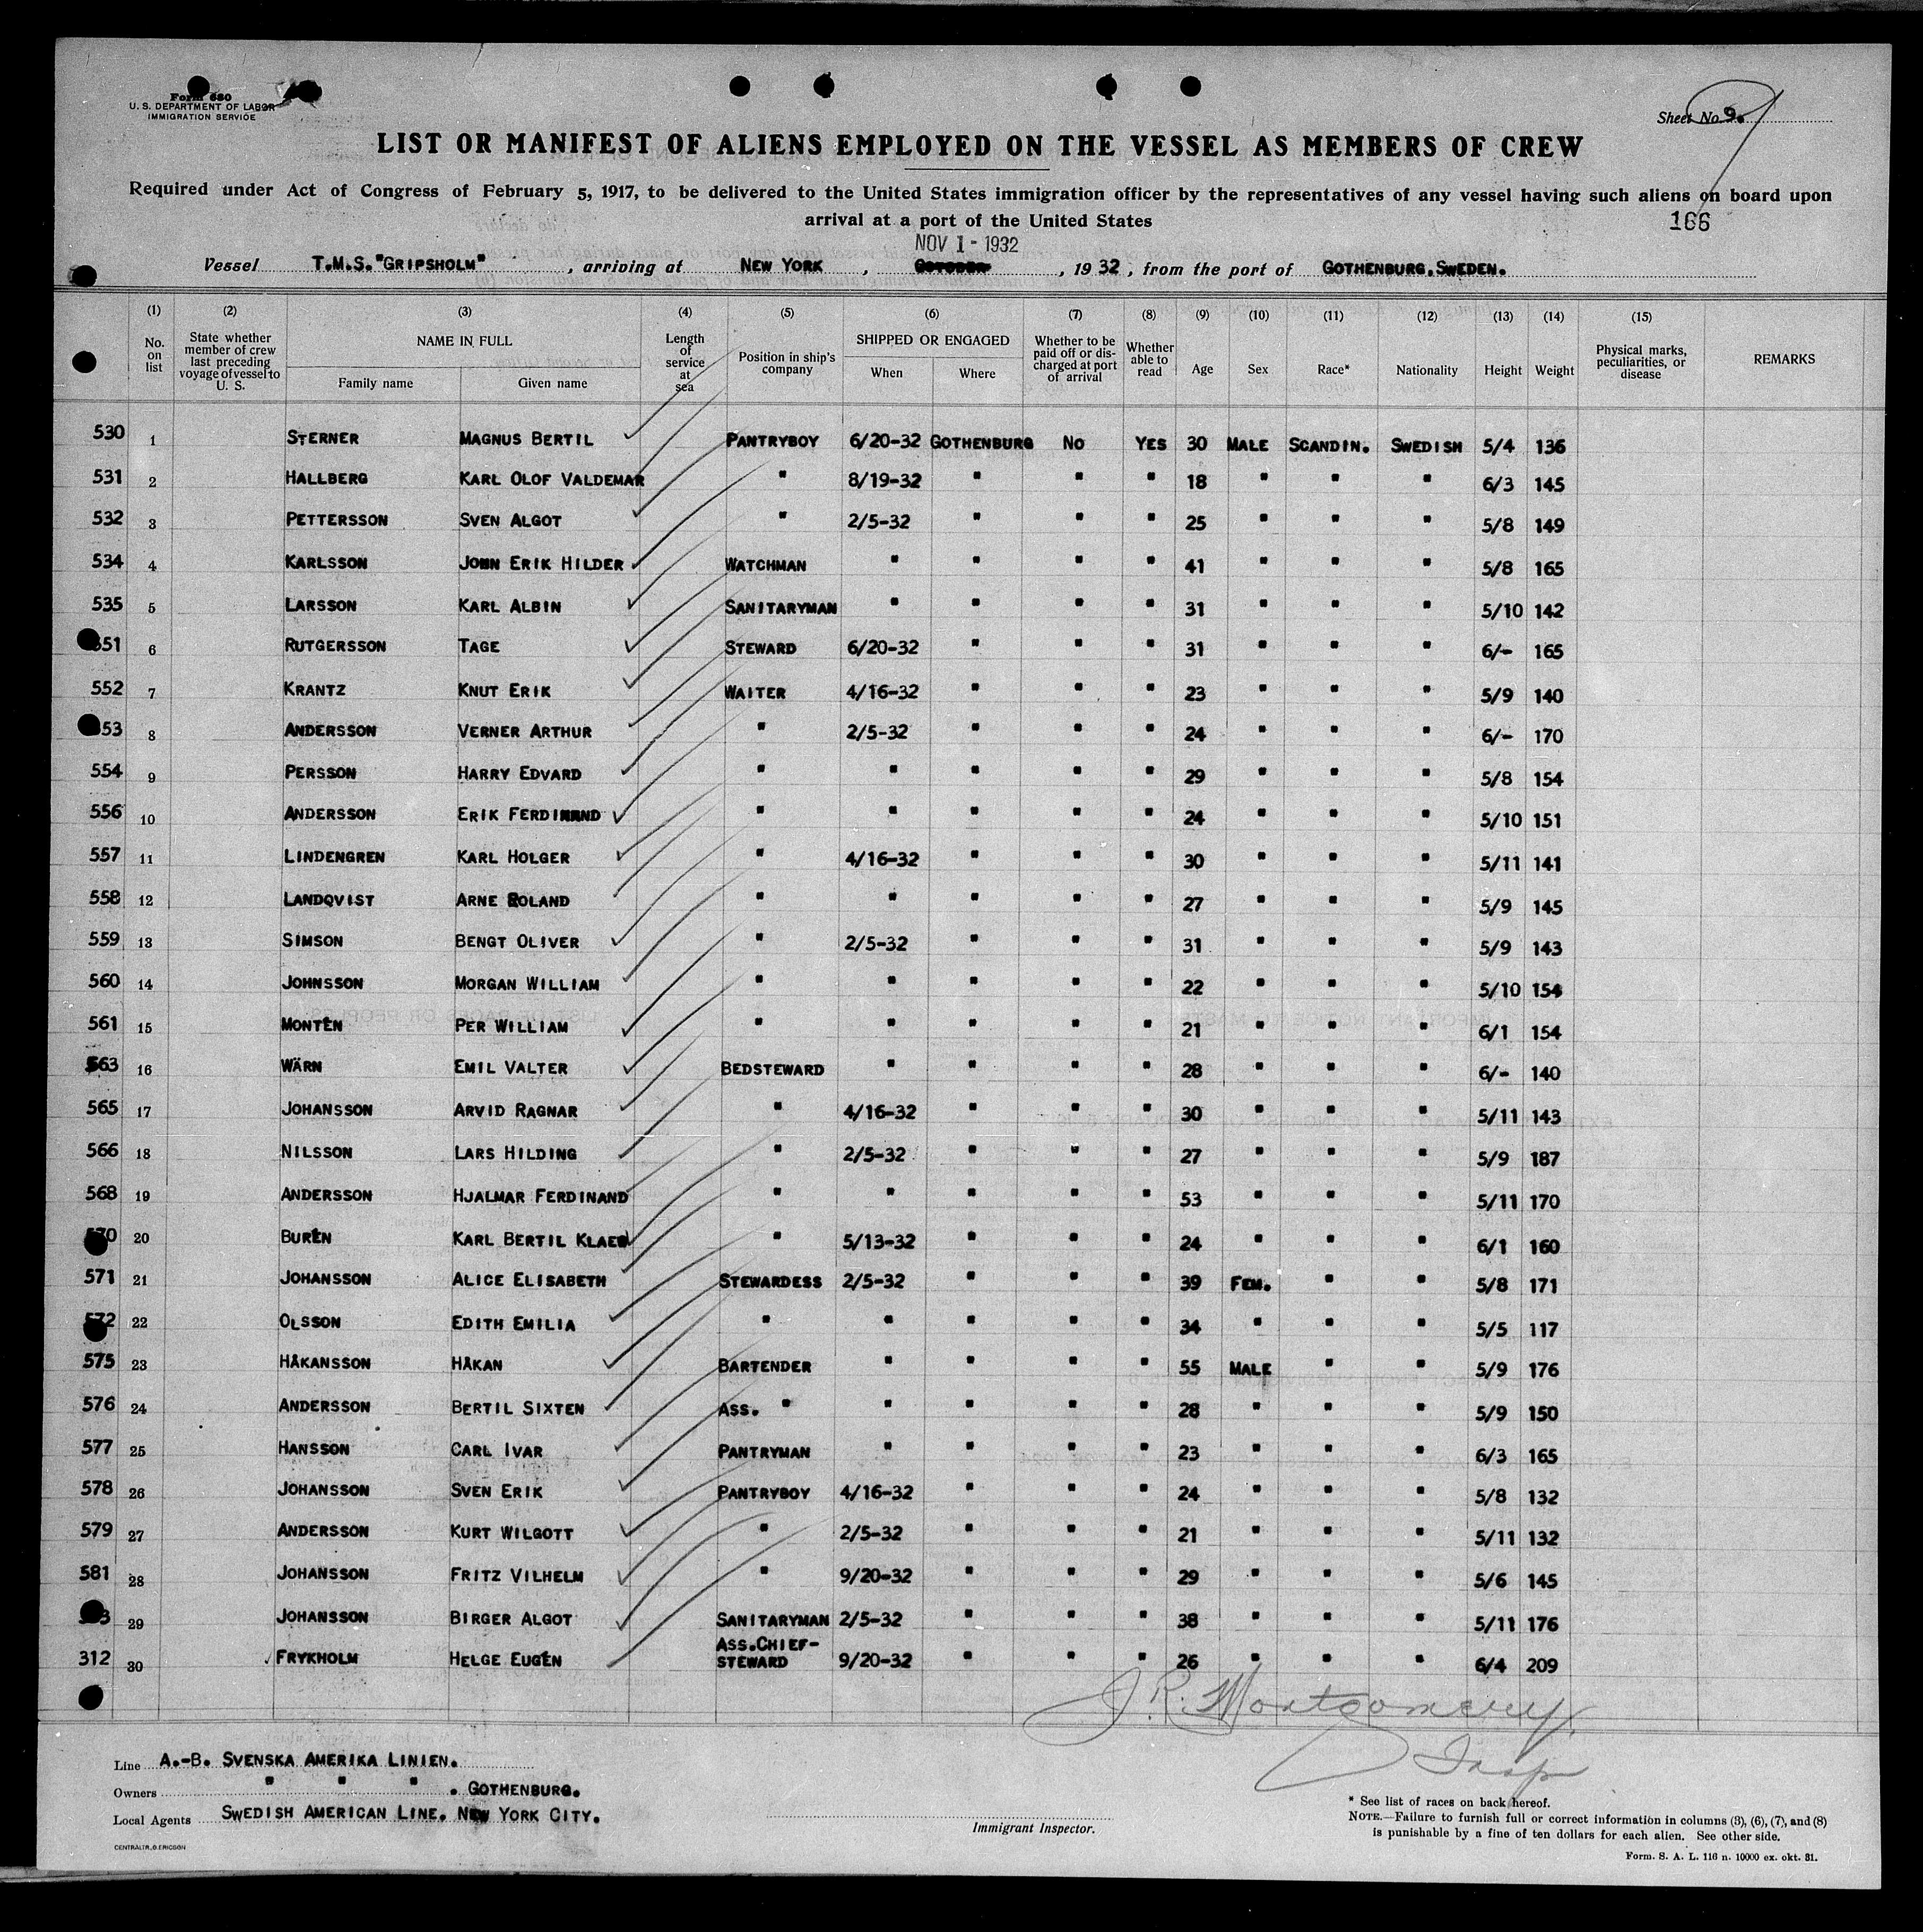 Form 680
U. S. DEPARTMENT OF LABOR
IMMIGRATION SERVICE
Sheet No. 9.
LIST OR MANIFEST OF ALIENS EMPLOYED ON THE VESSEL AS MEMBERS OF CREW
Required under Act of Congress of February 5, 1917, to be delivered to the United States immigration officer by the representatives of any vessel having such aliens on board upon
arrival at a port of the United States
166
NOV 1 - 1932
Vessel T.M.S. "GRIPSHOLM", arriving at NEW YORK, OCTOBER, 1932, from the port of GOTHENBURG, SWEDEN.
(1) (2) (3) (4) (5) (6) (7) (8) (9) (10) (11) (12) (13) (14) (15)
No. on list
State whether member of crew last preceding voyage of vessel to U. S.
NAME IN FULL
Family name
Given name
Length of service at sea
Position in ship's company
SHIPPED OR ENGAGED
When
Where
Whether to be paid off or discharged at port of arrival
Whether able to read
Age
Sex
Race*
Nationality
Height
Weight
Physical marks, peculiarities, or disease
REMARKS
530 1 STERNER MAGNUS BERTIL PANTRYBOY 6/20-32 GOTHENBURG NO YES 30 MALE SCANDIN. SWEDISH 5/4 136
531 2 HALLBERG KARL OLOF VALDEMAR " 8/19-32 " " " 18 " " " 6/3 145
532 3 PETTERSSON SVEN ALGOT " 2/5-32 " " " 25 " " " 5/8 149
534 4 KARLSSON JOHN ERIK HILDER WATCHMAN " " " " 41 " " " 5/8 165
535 5 LARSSON KARL ALBIN SANITARYMAN " " " " 31 " " " 5/10 142
551 6 RUTGERSSON TAGE STEWARD 6/20-32 " " " 31 " " " 6/- 165
552 7 KRANTZ KNUT ERIK WAITER 4/16-32 " " " 23 " " " 5/9 140
553 8 ANDERSSON VERNER ARTHUR " 2/5-32 " " " 24 " " " 6/- 170
554 9 PERSSON HARRY EDVARD " " " " " 29 " " " 5/8 154
556 10 ANDERSSON ERIK FERDINAND " " " " " 24 " " " 5/10 151
557 11 LINDENGREN KARL HOLGER " 4/16-32 " " " 30 " " " 5/11 141
558 12 LANDQVIST ARNE ROLAND " " " " " 27 " " " 5/9 145
559 13 SIMSON BENGT OLIVER " 2/5-32 " " " 31 " " " 5/9 143
560 14 JOHNSSON MORGAN WILLIAM " " " " " 22 " " " 5/10 154
561 15 MONTÉN PER WILLIAM " " " " " 21 " " " 6/1 154
563 16 WÄRN EMIL VALTER BEDSTEWARD " " " " 28 " " " 6/- 140
565 17 JOHANSSON ARVID RAGNAR " 4/16-32 " " " 30 " " " 5/11 143
566 18 NILSSON LARS HILDING " 2/5-32 " " " 27 " " " 5/9 187
568 19 ANDERSSON HJALMAR FERDINAND " " " " " 53 " " " 5/11 170
570 20 BURÉN KARL BERTIL KLAES " 5/13-32 " " " 24 " " " 6/1 160
571 21 JOHANSSON ALICE ELISABETH STEWARDESS 2/5-32 " " " 39 FEM. " " 5/8 171
572 22 OLSSON EDITH EMILIA " " " " " 34 " " " 5/5 117
575 23 HÅKANSSON HÅKAN BARTENDER " " " " 55 MALE " " 5/9 176
576 24 ANDERSSON BERTIL SIXTEN ASS. " " " " " 28 " " " 5/9 150
577 25 HANSSON CARL IVAR PANTRYMAN " " " " 23 " " " 6/3 165
578 26 JOHANSSON SVEN ERIK PANTRYBOY 4/16-32 " " " 24 " " " 5/8 132
579 27 ANDERSSON KURT WILGOTT " 2/5-32 " " " 21 " " " 5/11 132
581 28 JOHANSSON FRITZ VILHELM " 9/20-32 " " " 29 " " " 5/6 145
29 JOHANSSON BIRGER ALGOT SANITARYMAN 2/5-32 " " " 38 " " " 5/11 176
312 30 FRYKHOLM HELGE EUGÉN ASS.CHIEF-STEWARD 9/20-32 " " " 26 " " " 6/4 209
J. R. Montgomery
Insp
Line A.-B. SVENSKA AMERIKA LINIEN.
Owners " " " . GOTHENBURG.
Local Agents SWEDISH AMERICAN LINE. NEW YORK CITY.
Immigrant Inspector.
* See list of races on back hereof.
NOTE.—Failure to furnish full or correct information in columns (3), (6), (7), and (8)
is punishable by a fine of ten dollars for each alien. See other side.
CENTRALTR, G. ERICSON
Form. S. A. L. 116 n. 10000 ex. okt. 31.